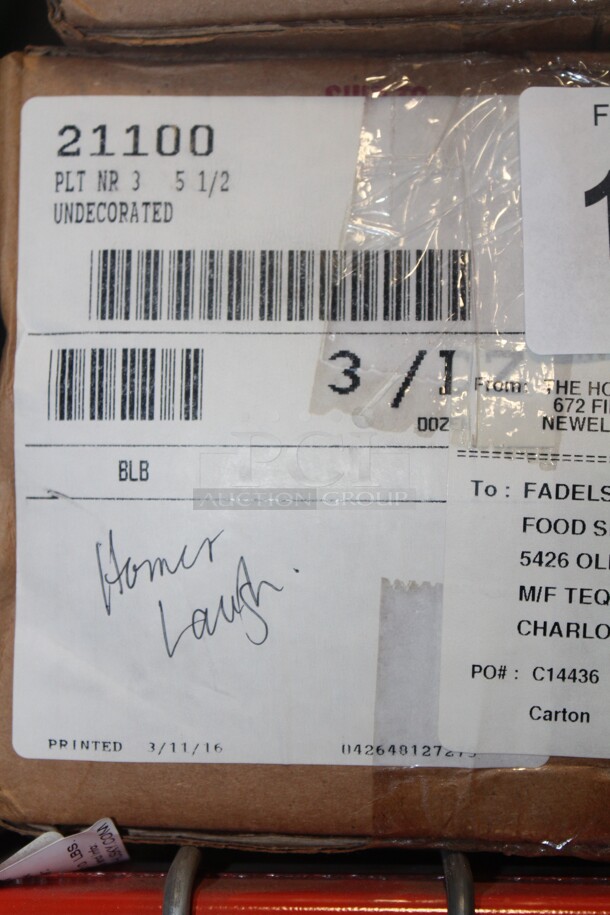 21100
PLT NR 3 5 1/2
UNDECORATED
3 /1
DOZ
From: THE HO
672 FI
NEWEL
BLB
PCI
AUCTION GROUP
To : FADELS
FOOD S
5426 OL
M/F TEQ
CHARLO
Homer
Laugh.
PO# : C14436
Carton
PRINTED 3/11/16